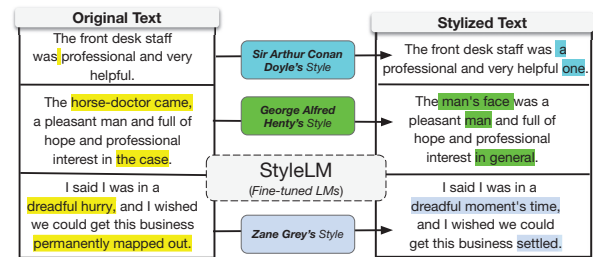 Original Text
Stylized Text
The front desk staff
was professional and very
helpful.
Sir Arthur Conan
Doyle's Style
The front desk staff was a
professional and very helpful one.
The horse-doctor came,
a pleasant man and full of
hope and professional
interest in the case.
George Alfred
Henty's Style
The man's face was a
pleasant man and full of
hope and professional
interest in general.
StyleLM
(Fine-tuned LMs)
I said I was in a
dreadful hurry, and I wished
we could get this business
permanently mapped out.
Zane Grey's Style
I said I was in a
dreadful moment's time,
and I wished we could
get this business settled.